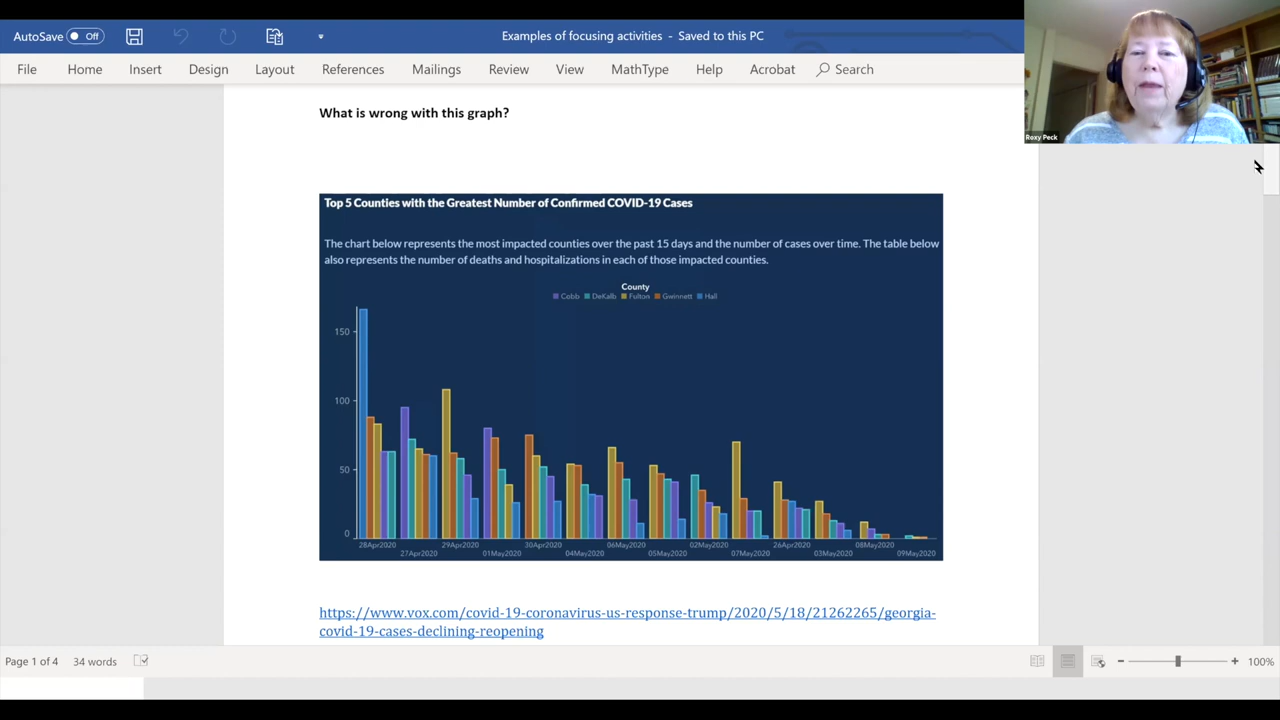 AutoSave Off
Examples of focusing activities - Saved to this PC
File Home Insert Design Layout References Mailings Review View MathType Help Acrobat Search
Roxy Peck
What is wrong with this graph?
Top 5 Counties with the Greatest Number of Confirmed COVID-19 Cases
The chart below represents the most impacted counties over the past 15 days and the number of cases over time. The table below
also represents the number of deaths and hospitalizations in each of those impacted counties.
County
Cobb DeKalb Fulton Gwinnett Hall
150
100
50
0
28Apr2020 29Apr2020 30Apr2020 06May2020 02May2020 26Apr2020 08May2020
27Apr2020 01May2020 04May2020 05May2020 07May2020 03May2020 09May2020
https://www.vox.com/covid-19-coronavirus-us-response-trump/2020/5/18/21262265/georgia-
covid-19-cases-declining-reopening
Page 1 of 4 34 words 100%